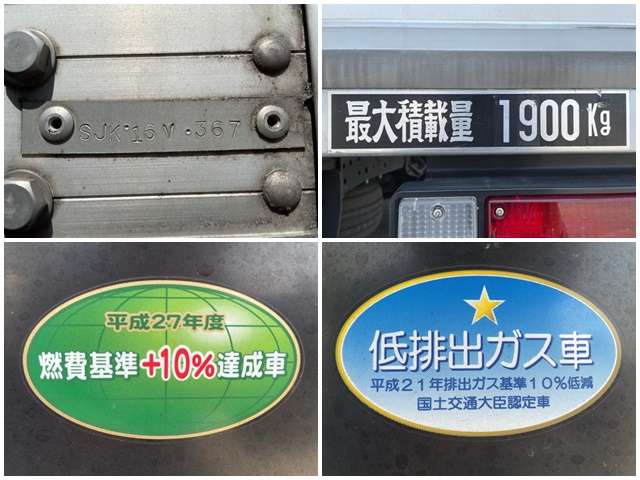 SJK•16V.367
最大積載量 1900Kg
平成27年度
燃費基準+10%達成車
低排出ガス車
平成21年排出ガス基準10%低減
国土交通大臣認定車